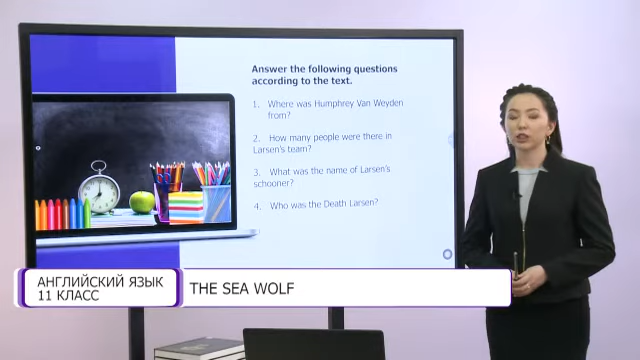 Answer the following questions
according to the text.
1. Where was Humphrey Van Weyden
from?
2. How many people were there in
Larsen's team?
3. What was the name of Larsen's
schooner?
4. Who was the Death Larsen?
АНГЛИЙСКИЙ ЯЗЫК
11 КЛАСС
THE SEA WOLF